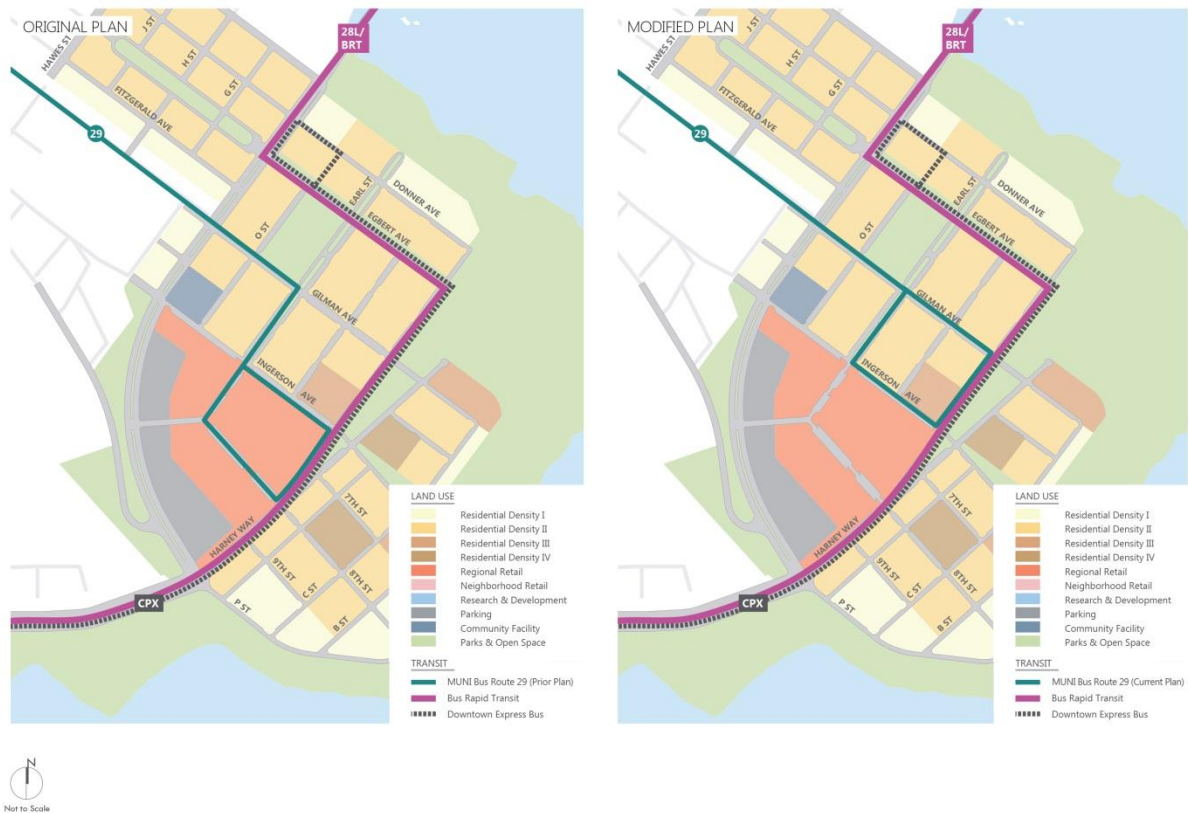 ORIGINAL PLAN
28L/
BRT
HAWES ST
J ST
H ST
G ST
FITZGERALD AVE
29
EARL ST
DONNER AVE
EGBERT AVE
O ST
GILMAN AVE
INGERSON
AVE
HARNEY WAY
7TH ST
8TH ST
9TH ST
C ST
B ST
P ST
CPX
LAND USE
Residential Density I
Residential Density II
Residential Density III
Residential Density IV
Regional Retail
Neighborhood Retail
Research & Development
Parking
Community Facility
Parks & Open Space
TRANSIT
MUNI Bus Route 29 (Prior Plan)
Bus Rapid Transit
Downtown Express Bus
MODIFIED PLAN
28L/
BRT
HAWES ST
J ST
H ST
G ST
FITZGERALD AVE
29
EARL ST
DONNER AVE
EGBERT AVE
O ST
GILMAN AVE
INGERSON
AVE
HARNEY WAY
7TH ST
8TH ST
9TH ST
C ST
B ST
P ST
CPX
LAND USE
Residential Density I
Residential Density II
Residential Density III
Residential Density IV
Regional Retail
Neighborhood Retail
Research & Development
Parking
Community Facility
Parks & Open Space
TRANSIT
MUNI Bus Route 29 (Current Plan)
Bus Rapid Transit
Downtown Express Bus
N
Not to Scale